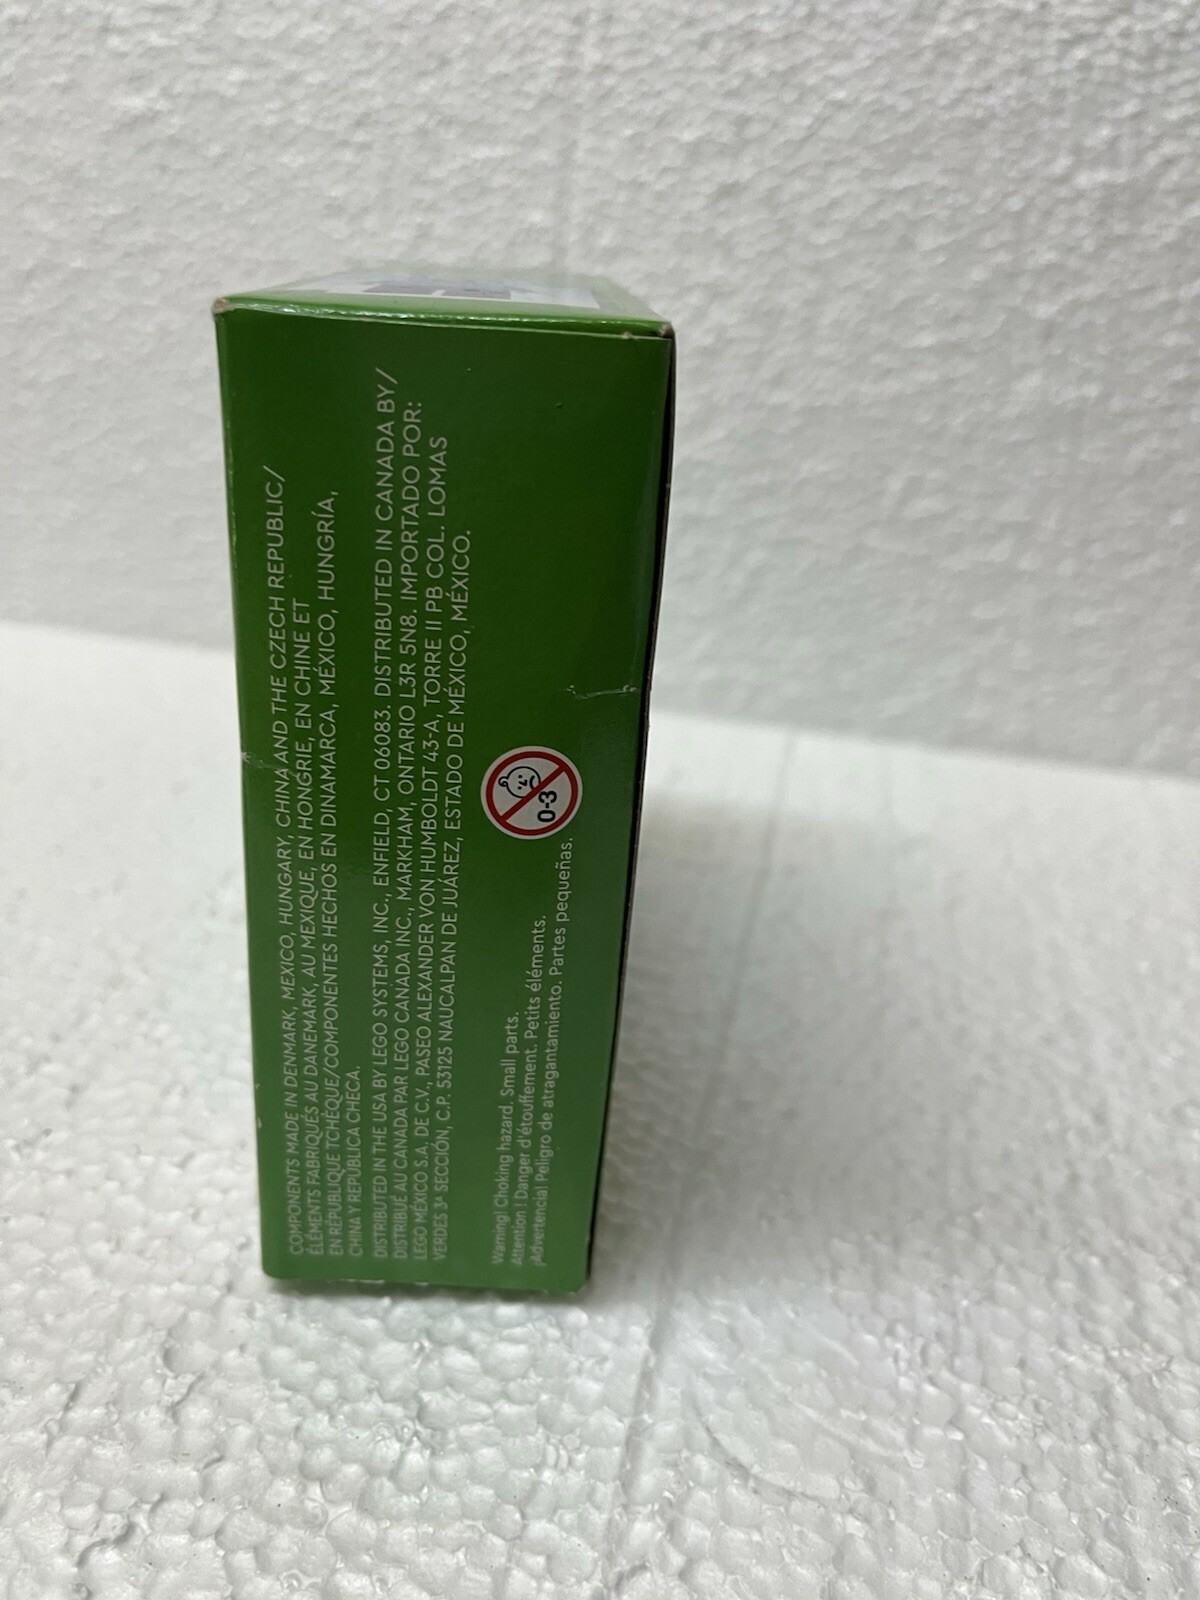 COMPONENTS MADE IN DENMARK, MEXICO, HUNGARY, CHINA AND THE CZECH REPUBLIC/
ÉLÉMENTS FABRIQUÉS AU DANEMARK, AU MEXIQUE, EN HONGRIE, EN CHINE ET
EN RÉPUBLIQUE TCHÈQUE/COMPONENTES HECHOS EN DINAMARCA, MÉXICO, HUNGRÍA,
CHINA Y REPÚBLICA CHECA.
DISTRIBUTED IN THE USA BY LEGO SYSTEMS, INC., ENFIELD, CT 06083. DISTRIBUTED IN CANADA BY/
DISTRIBUÉ AU CANADA PAR LEGO CANADA INC., MARKHAM, ONTARIO L3R 5N8. IMPORTADO POR:
LEGO MÉXICO S.A. DE C.V., PASEO ALEXANDER VON HUMBOLDT 43-A, TORRE II PB COL. LOMAS
VERDES 3ª SECCIÓN, C.P. 53125 NAUCALPAN DE JUÁREZ, ESTADO DE MÉXICO, MÉXICO.
0-3
Warning! Choking hazard. Small parts.
Attention ! Danger d'étouffement. Petits éléments.
¡Advertencia! Peligro de atragantamiento. Partes pequeñas.